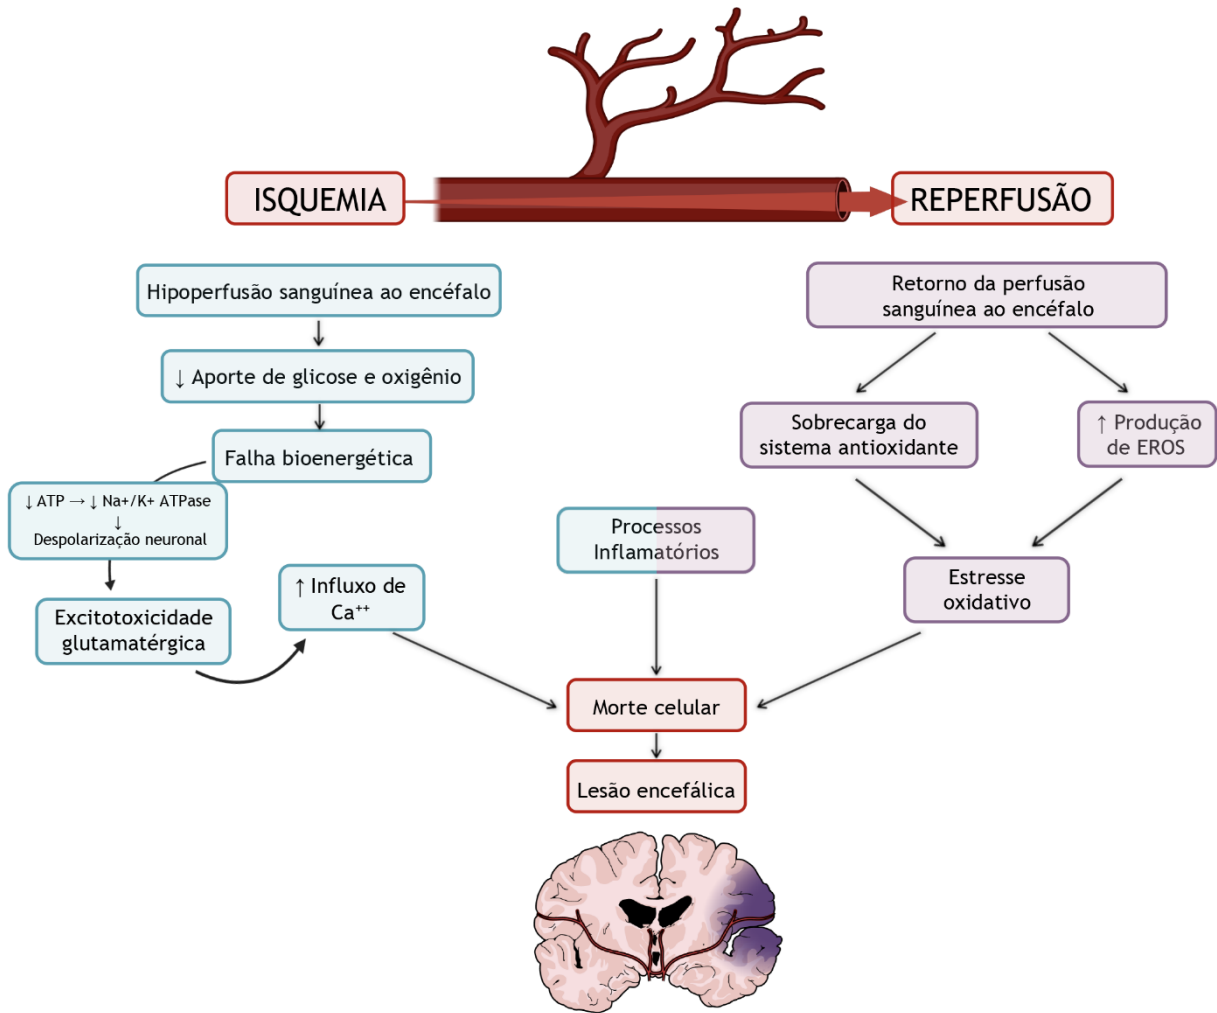 ISQUEMIA
REPERFUSÃO
Hipoperfusão sanguínea ao encéfalo
↓ Aporte de glicose e oxigênio
Falha bioenergética
↓ ATP → ↓ Na+/K+ ATPase
↓
Despolarização neuronal
Excitotoxicidade
glutamatérgica
↑ Influxo de
Ca⁺⁺
Processos
Inflamatórios
Retorno da perfusão
sanguínea ao encéfalo
Sobrecarga do
sistema antioxidante
↑ Produção
de EROS
Estresse
oxidativo
Morte celular
Lesão encefálica